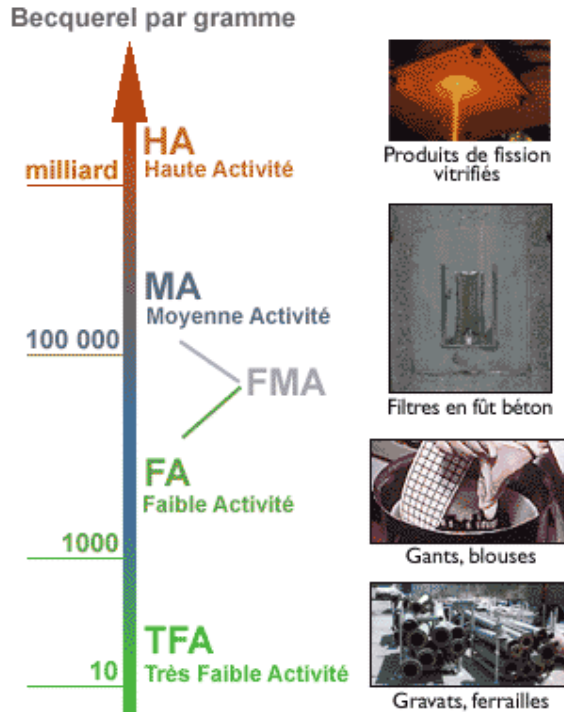 Becquerel par gramme
HA
Haute Activité
milliard
Produits de fission
vitrifiés
MA
Moyenne Activité
100 000
FMA
Filtres en fût béton
FA
Faible Activité
1000
Gants, blouses
TFA
Très Faible Activité
10
Gravats, ferrailles